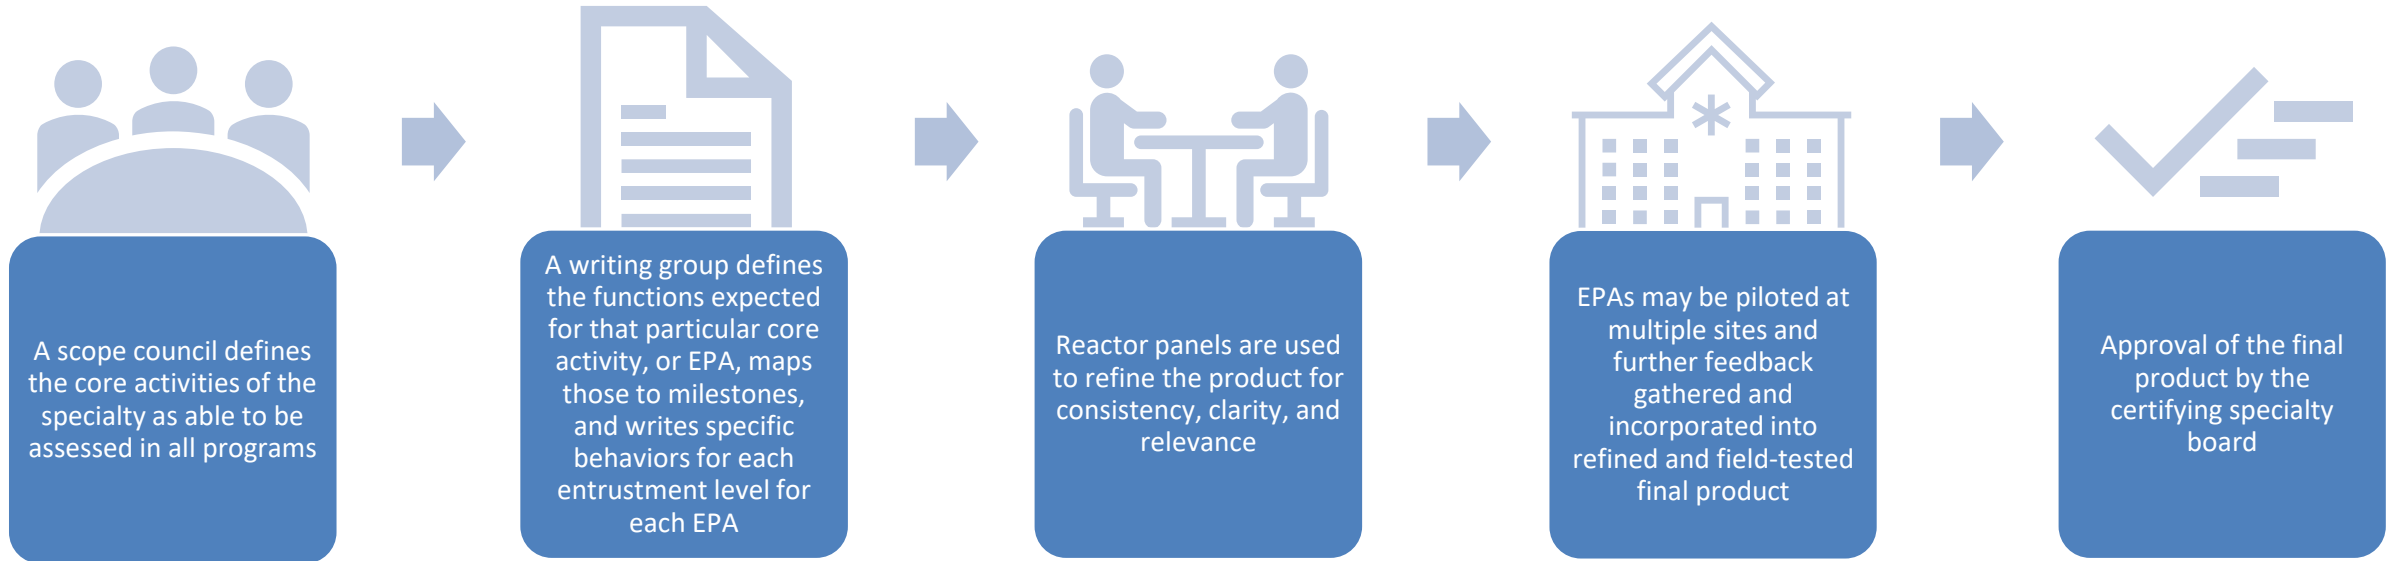 A scope council defines
the core activities of the
specialty as able to be
assessed in all programs
A writing group defines
the functions expected
for that particular core
activity, or EPA, maps
those to milestones,
and writes specific
behaviors for each
entrustment level for
each EPA
Reactor panels are used
to refine the product for
consistency, clarity, and
relevance
EPAs may be piloted at
multiple sites and
further feedback
gathered and
incorporated into
refined and field-tested
final product
Approval of the final
product by the
certifying specialty
board